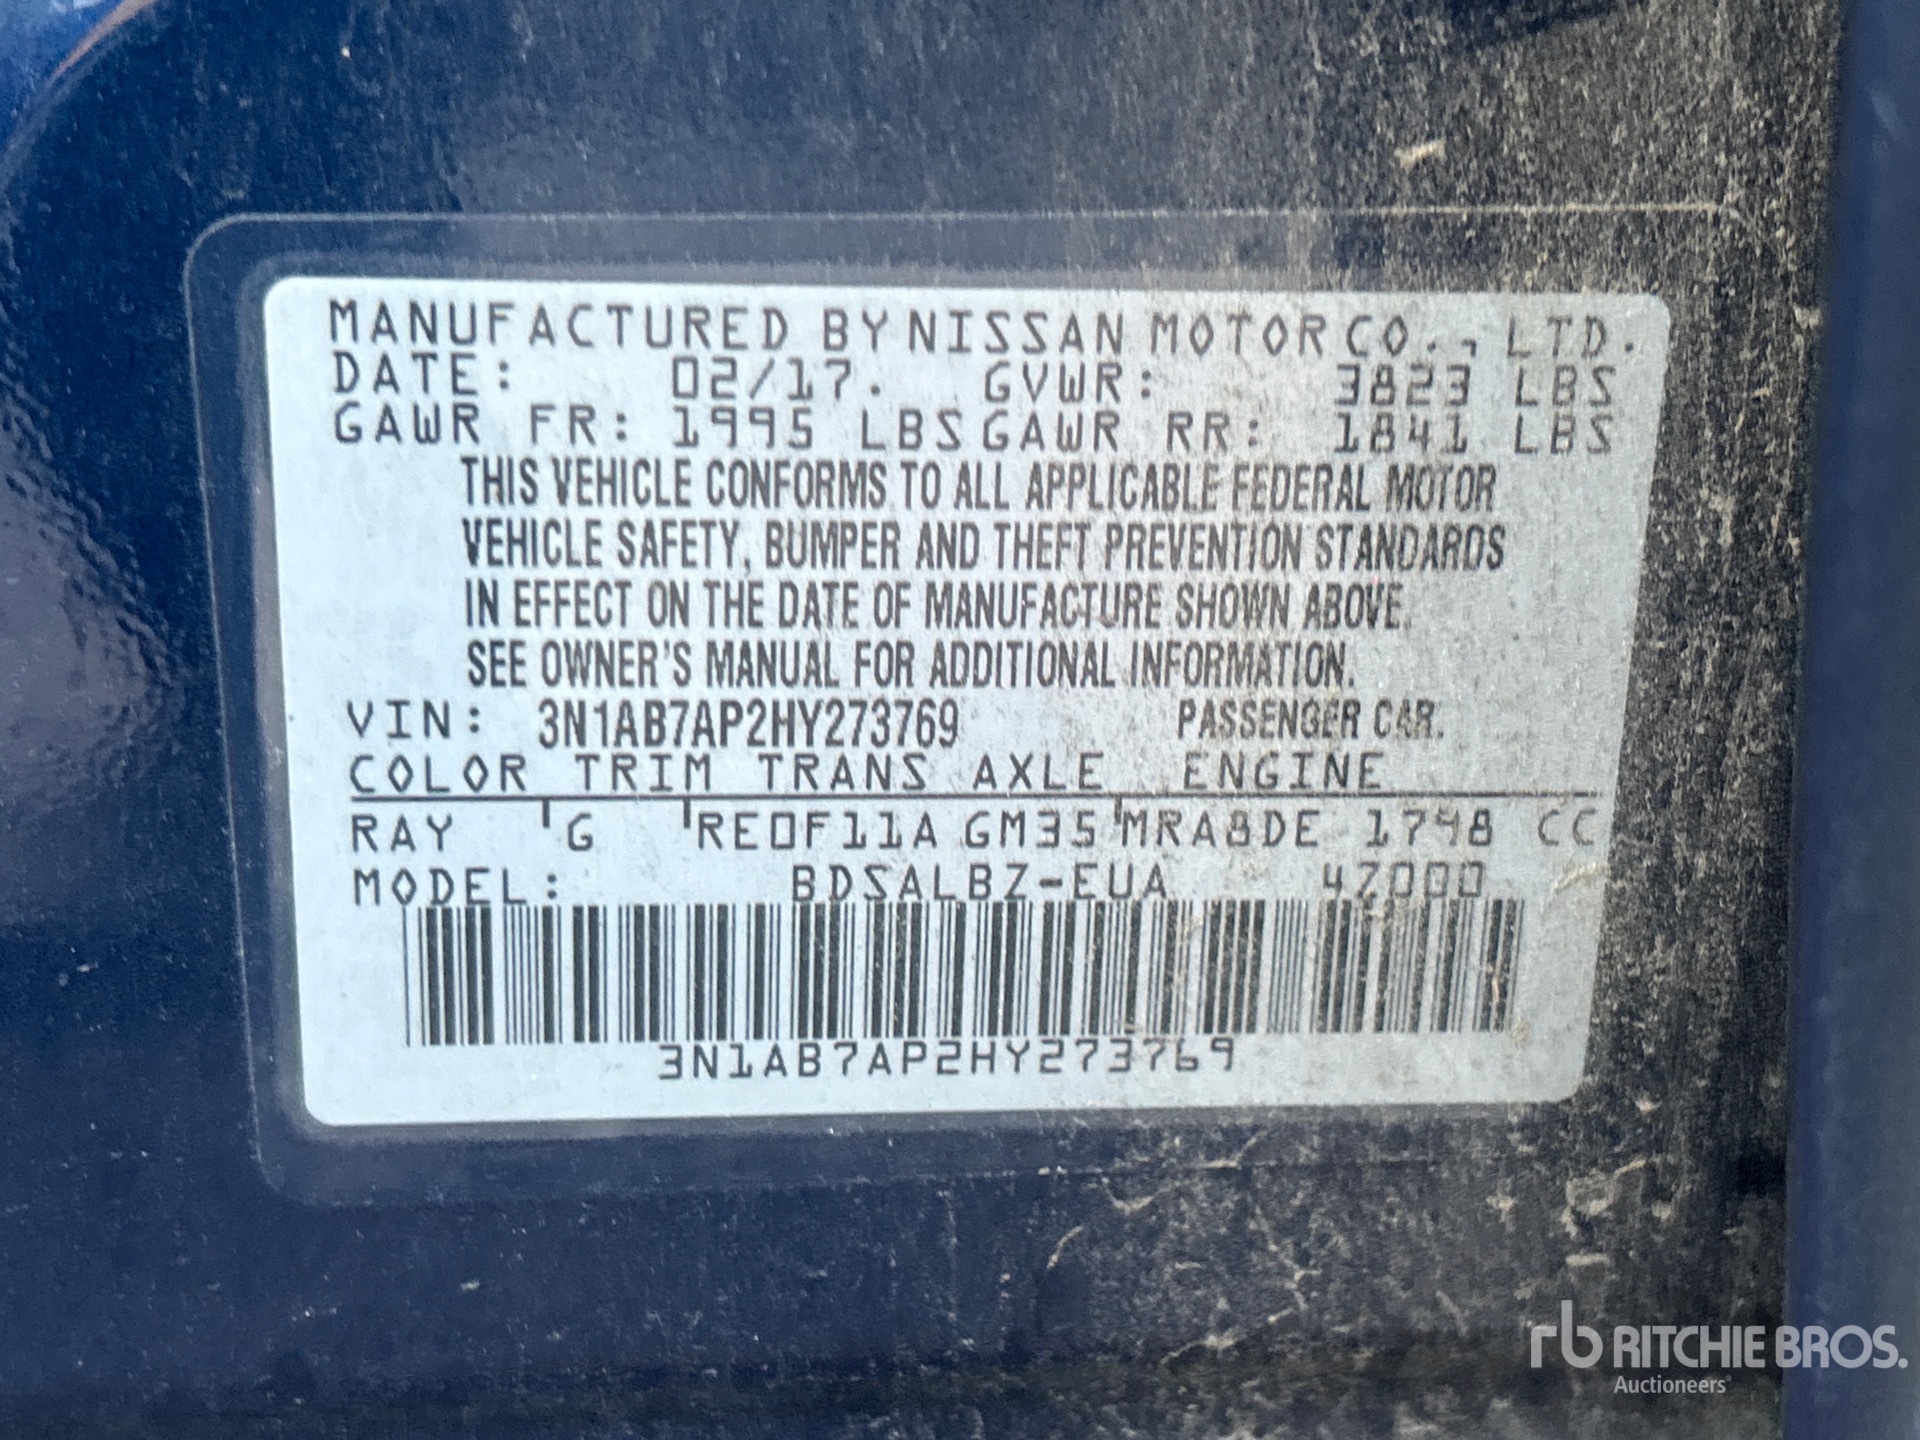 MANUFACTURED BY NISSAN MOTOR CO., LTD.
DATE: 02/17. GVWR: 3823 LBS
GAWR FR: 1995 LBS GAWR RR: 1841 LBS
THIS VEHICLE CONFORMS TO ALL APPLICABLE FEDERAL MOTOR
VEHICLE SAFETY, BUMPER AND THEFT PREVENTION STANDARDS
IN EFFECT ON THE DATE OF MANUFACTURE SHOWN ABOVE.
SEE OWNER'S MANUAL FOR ADDITIONAL INFORMATION.
VIN: 3N1AB7AP2HY273769 PASSENGER CAR.
COLOR TRIM TRANS AXLE ENGINE
RAY G RE0F11A GM35 MRA8DE 1798 CC
MODEL: BDSALBZ-EUA 4Z000
3N1AB7AP2HY273769
rb RITCHIE BROS.
Auctioneers